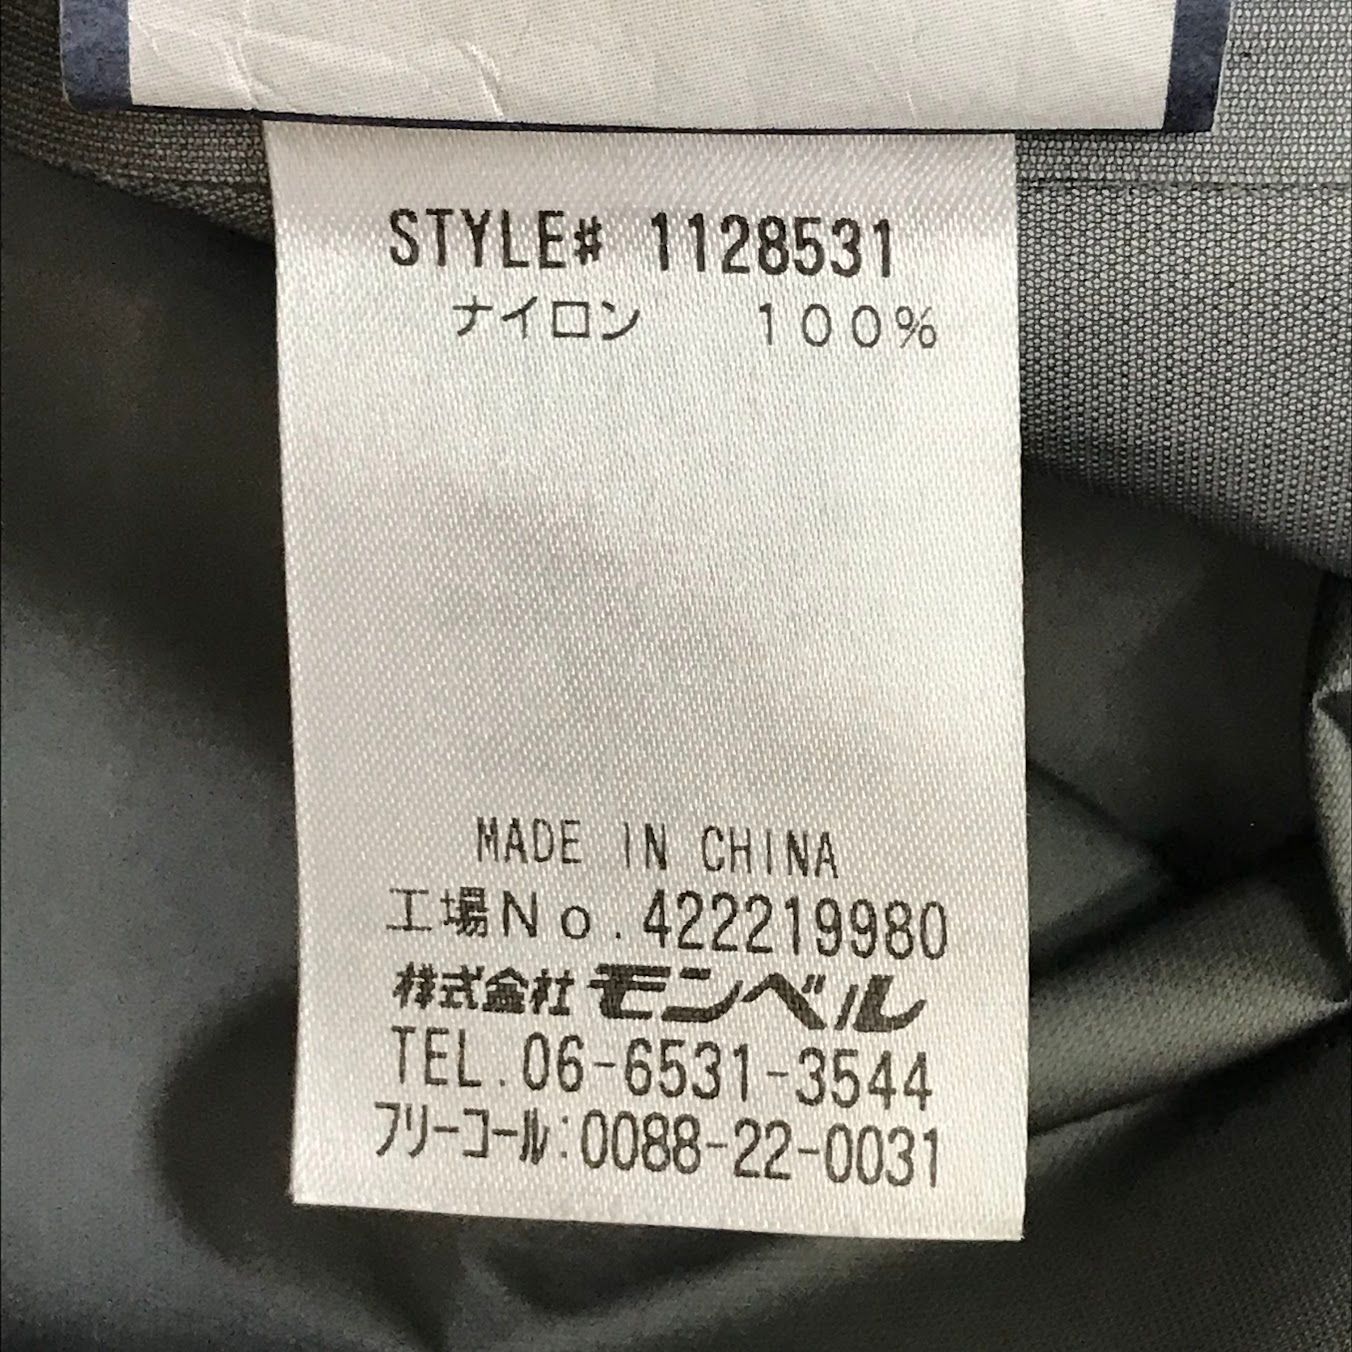 STYLE# 1128531
ナイロン 100%
MADE IN CHINA
工場No.422219980
株式会社 モンベル
TEL.06-6531-3544
フリーコール:0088-22-0031